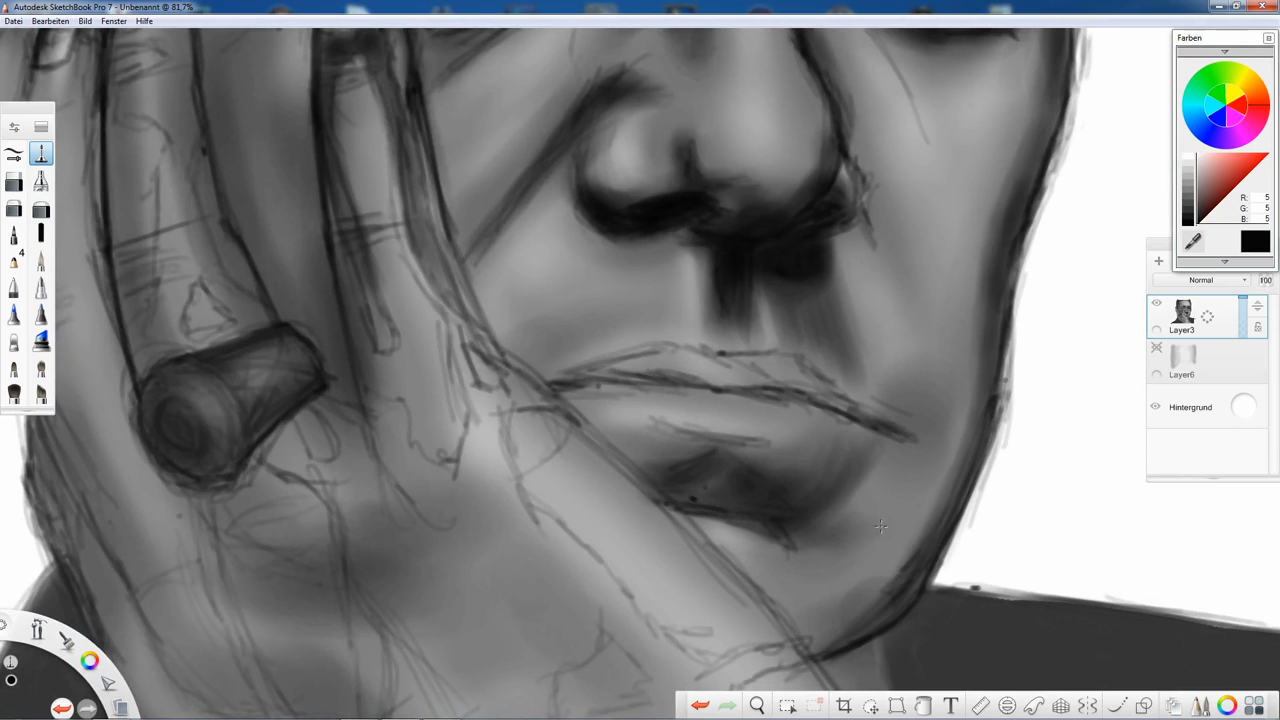 Autodesk SketchBook Pro 7 - Unbenannt @ 81,7%
Datei Bearbeiten Bild Fenster Hilfe
Farben
R: 5
G: 5
B: 5
4
Normal 100
Layer3
Layer6
Hintergrund
T